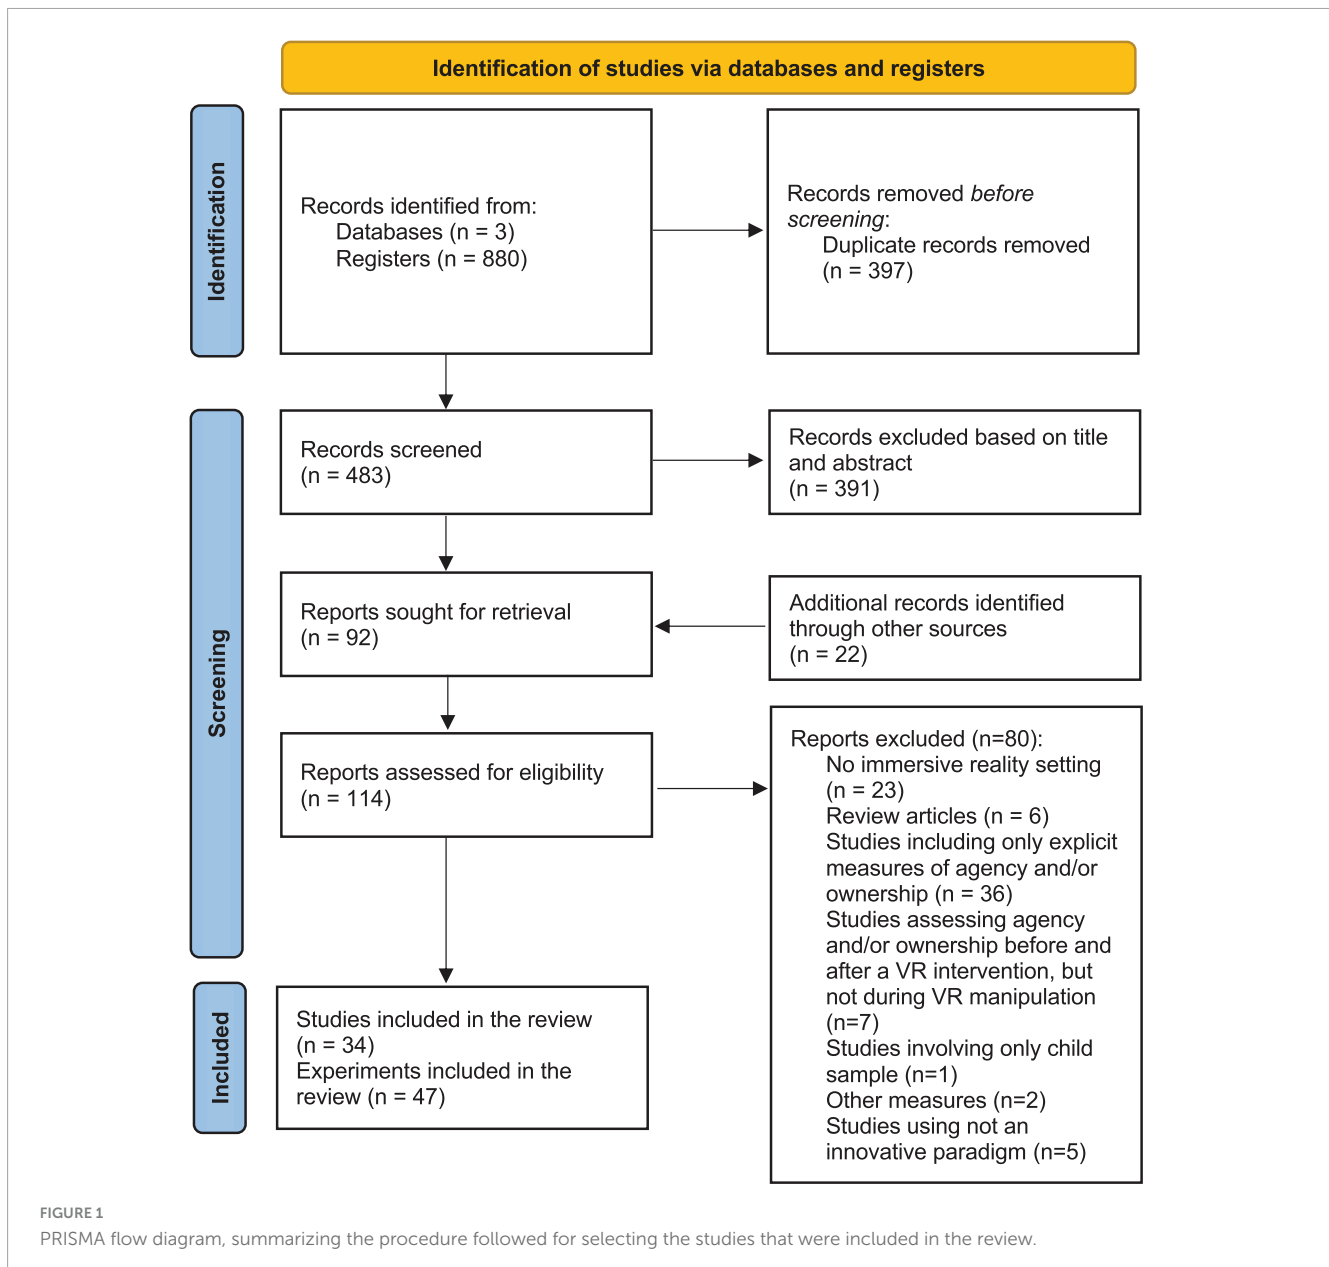 Identification of studies via databases and registers
Identification
Records identified from:
Databases (n = 3)
Registers (n = 880)
Records removed before
screening:
Duplicate records removed
(n = 397)
Screening
Records screened
(n = 483)
Records excluded based on title
and abstract
(n = 391)
Reports sought for retrieval
(n = 92)
Additional records identified
through other sources
(n = 22)
Reports assessed for eligibility
(n = 114)
Reports excluded (n=80):
No immersive reality setting
(n = 23)
Review articles (n = 6)
Studies including only explicit
measures of agency and/or
ownership (n = 36)
Studies assessing agency
and/or ownership before and
after a VR intervention, but
not during VR manipulation
(n=7)
Studies involving only child
sample (n=1)
Other measures (n=2)
Studies using not an
innovative paradigm (n=5)
Included
Studies included in the review
(n = 34)
Experiments included in the
review (n = 47)
FIGURE 1
PRISMA flow diagram, summarizing the procedure followed for selecting the studies that were included in the review.